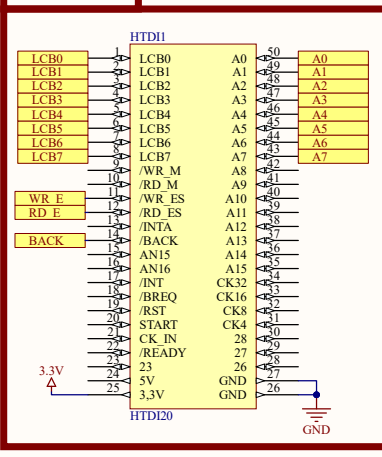 HTDI1
LCB0 1 LCB0 A0 50 A0
LCB1 2 LCB1 A1 49 A1
LCB2 3 LCB2 A2 48 A2
LCB3 4 LCB3 A3 47 A3
LCB4 5 LCB4 A4 46 A4
LCB5 6 LCB5 A5 45 A5
LCB6 7 LCB6 A6 44 A6
LCB7 8 LCB7 A7 43 A7
9 /WR_M A8 42
10 /RD_M A9 41
WR E 11 /WR_ES A10 40
RD E 12 /RD_ES A11 39
13 /INTA A12 38
BACK 14 /BACK A13 37
15 AN15 A14 36
16 AN16 A15 35
17 /INT CK32 34
18 /BREQ CK16 33
19 /RST CK8 32
20 START CK4 31
21 CK_IN 28 30
22 /READY 27 29
3.3V 23 23 26 28
24 5V GND 27
25 3,3V GND 26
HTDI20
GND